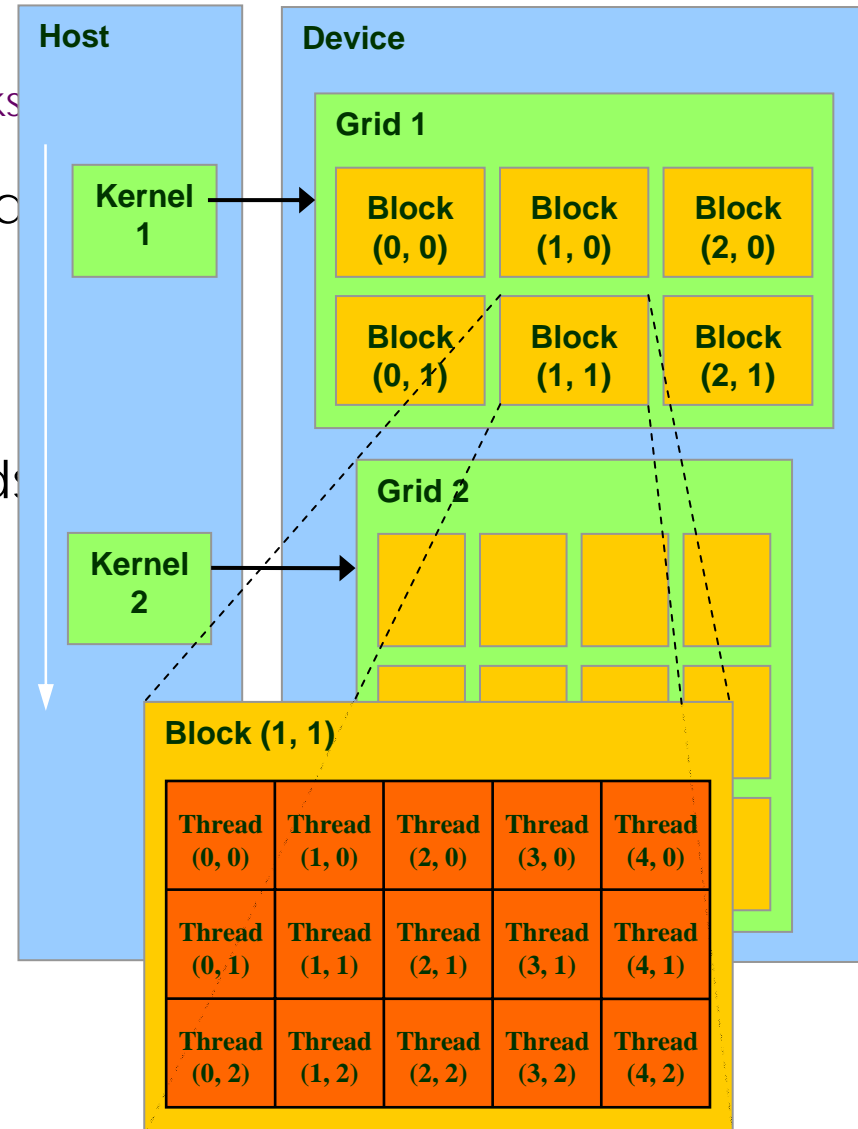 Host
Device
ks
Grid 1
Kernel
1
Block
(0, 0)
Block
(1, 0)
Block
(2, 0)
Block
(0, 1)
Block
(1, 1)
Block
(2, 1)
ds
Grid 2
Kernel
2
Block (1, 1)
Thread
(0, 0)
Thread
(1, 0)
Thread
(2, 0)
Thread
(3, 0)
Thread
(4, 0)
Thread
(0, 1)
Thread
(1, 1)
Thread
(2, 1)
Thread
(3, 1)
Thread
(4, 1)
Thread
(0, 2)
Thread
(1, 2)
Thread
(2, 2)
Thread
(3, 2)
Thread
(4, 2)